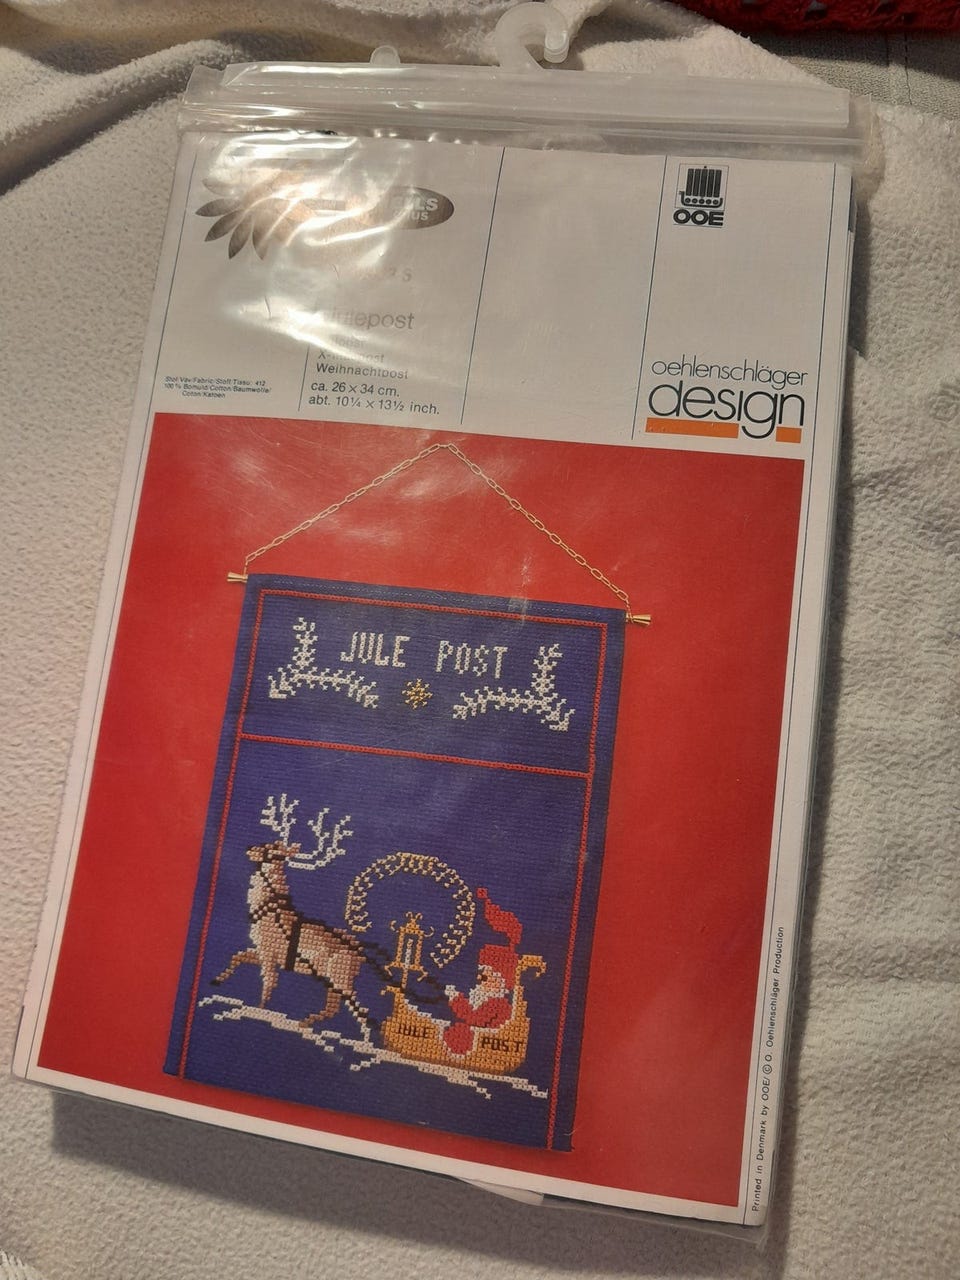 OOE
Julepost
Weihnachtpost
ca. 26 × 34 cm.
abt. 10¼ × 13½ inch.
Stof/Väv/Fabric/Stoff/Tissu: 412
100 % Bomuld/Cotton/Baumwolle/
Coton/Katoen
oehlenschläger
design
JULE POST
JULE POST
Printed in Denmark by OOE/ © O. Oehlenschläger Production